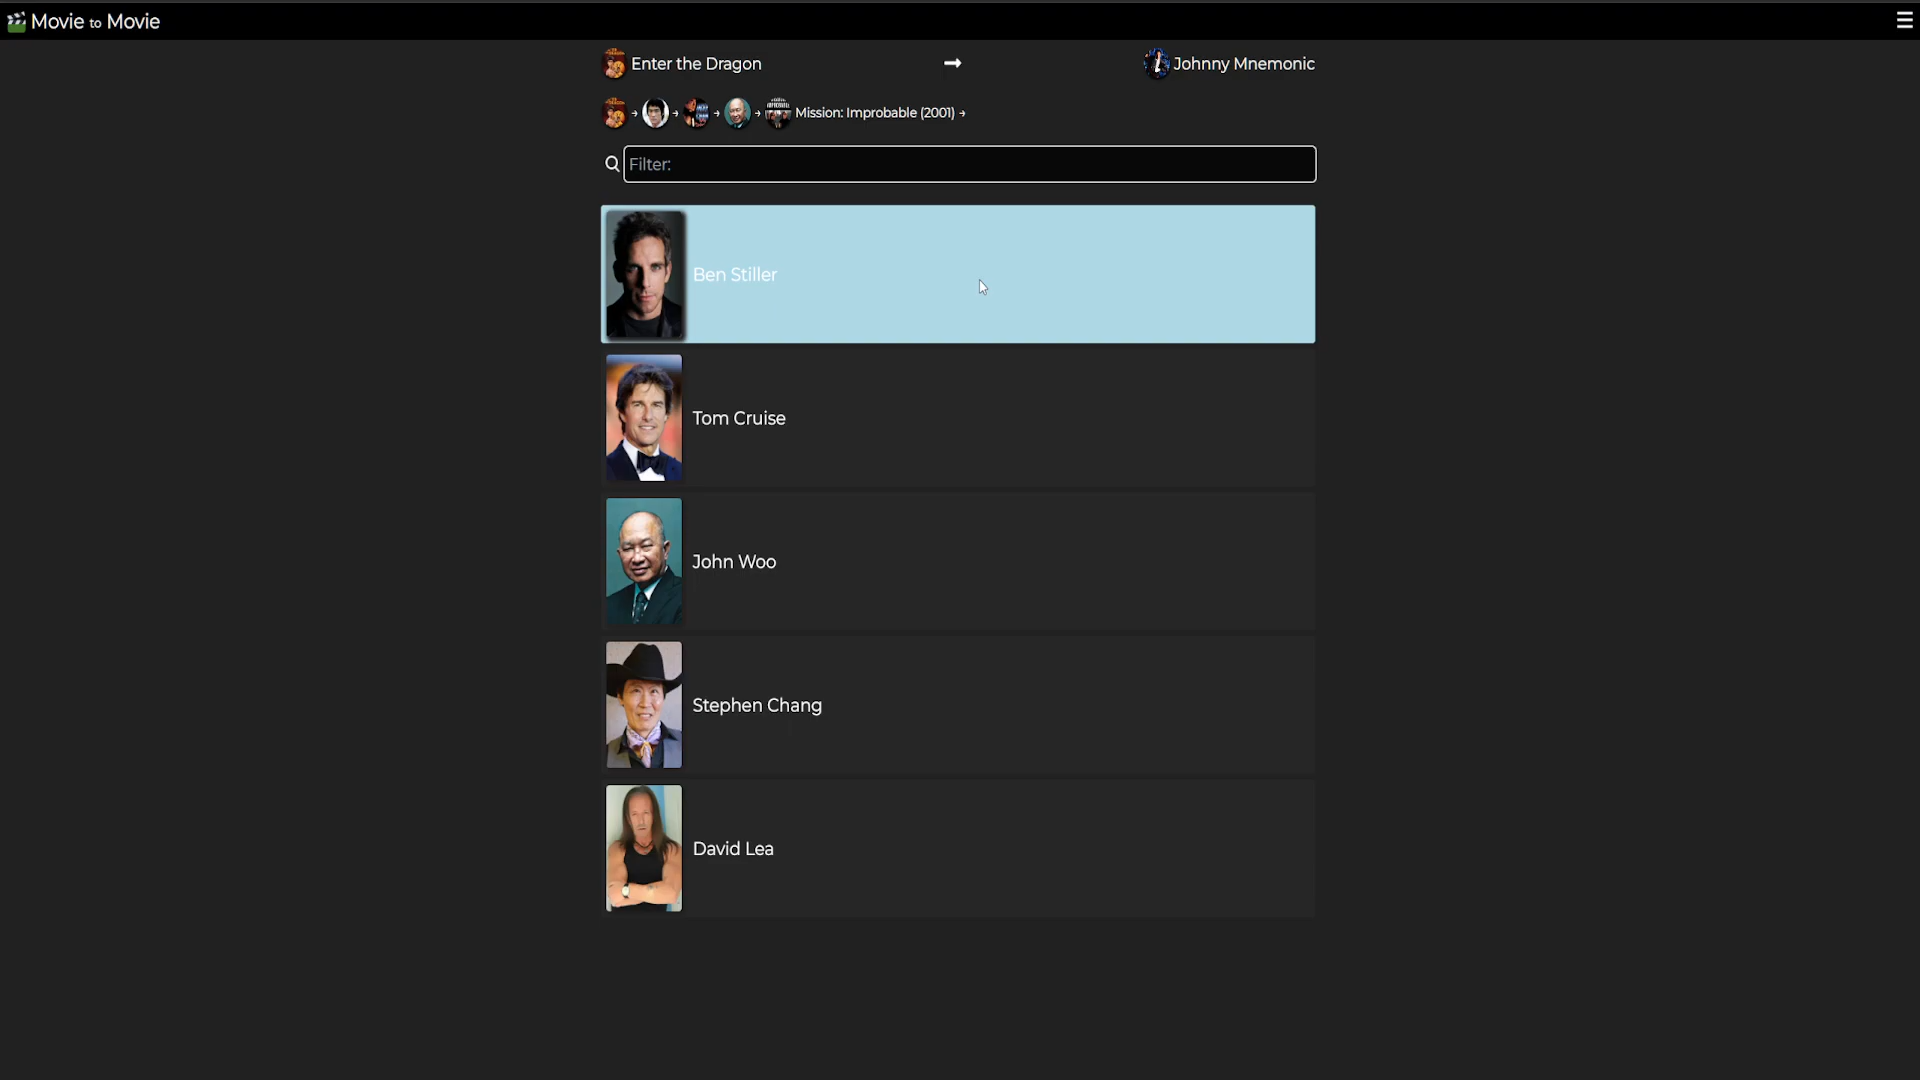 Movie to Movie
Enter the Dragon → Johnny Mnemonic
→ → → → Mission: Improbable (2001) →
Filter:
Ben Stiller
Tom Cruise
John Woo
Stephen Chang
David Lea